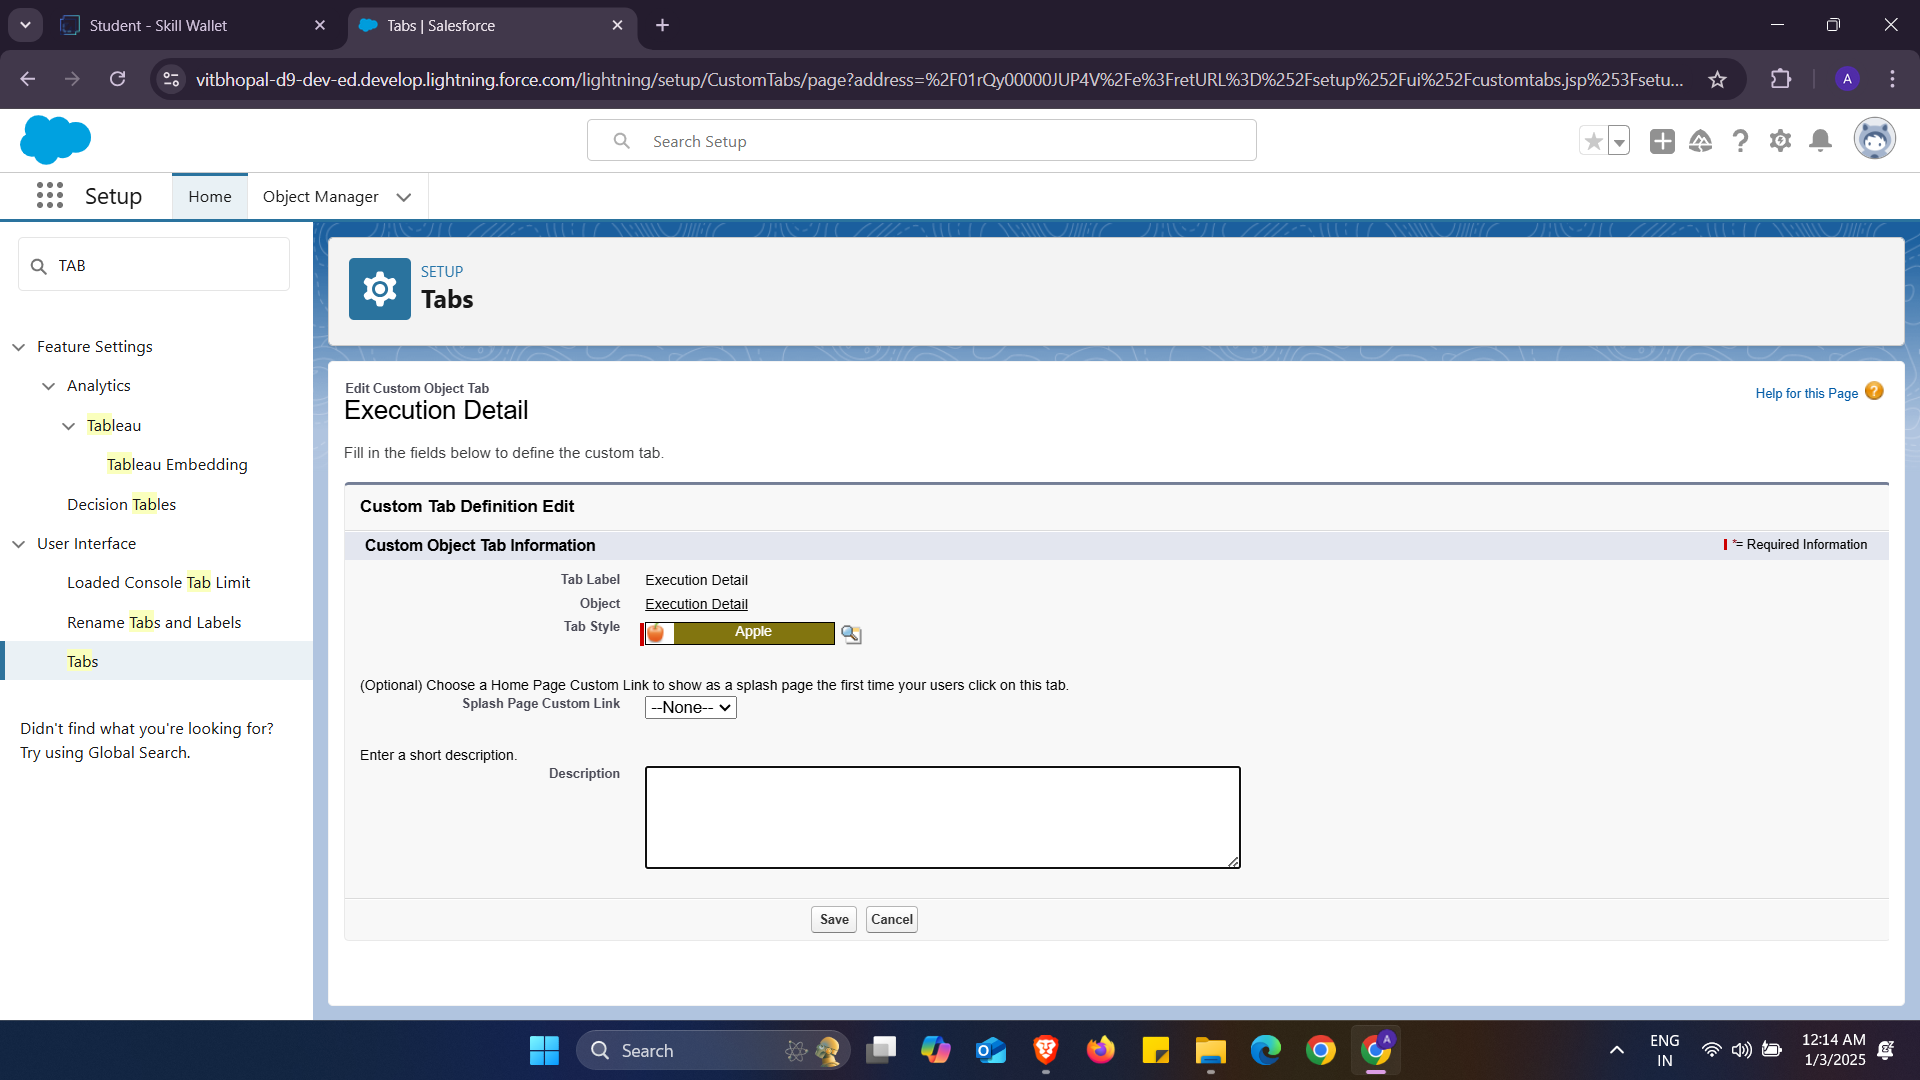 Student - Skill Wallet
Tabs | Salesforce
vitbhopal-d9-dev-ed.develop.lightning.force.com/lightning/setup/CustomTabs/page?address=%2F01rQy00000JUP4V%2Fe%3FretURL%3D%252Fsetup%252Fui%252Fcustomtabs.jsp%253Fsetu...
A
Search Setup
Setup
Home
Object Manager
TAB
Feature Settings
Analytics
Tableau
Tableau Embedding
Decision Tables
User Interface
Loaded Console Tab Limit
Rename Tabs and Labels
Tabs
Didn't find what you're looking for?
Try using Global Search.
SETUP
Tabs
Edit Custom Object Tab
Execution Detail
Help for this Page
Fill in the fields below to define the custom tab.
Custom Tab Definition Edit
Custom Object Tab Information
*= Required Information
Tab Label Execution Detail
Object Execution Detail
Tab Style Apple
(Optional) Choose a Home Page Custom Link to show as a splash page the first time your users click on this tab.
Splash Page Custom Link --None--
Enter a short description.
Description
Save Cancel
Search
A
ENG
IN
12:14 AM
1/3/2025